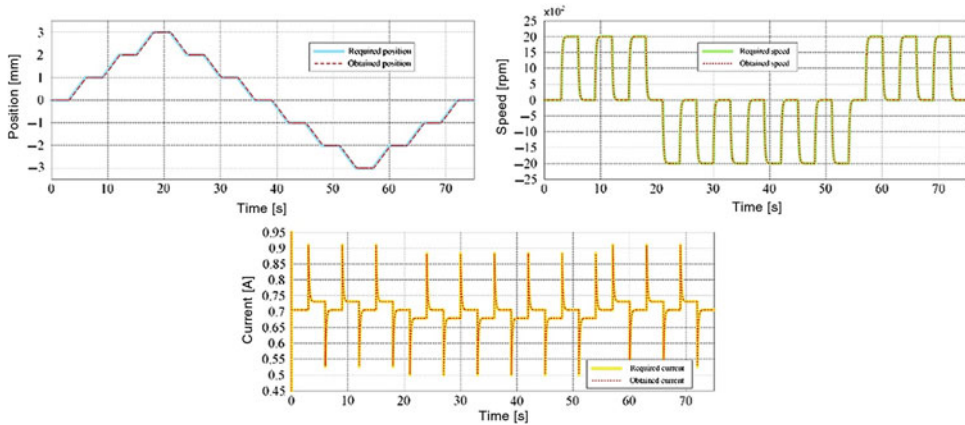 3
2
1
0
−1
−2
−3
Position [mm]
Required position
Obtained position
0 10 20 30 40 50 60 70
Time [s]
x10²
25
20
15
10
5
0
−5
−10
−15
−20
−25
Speed [rpm]
Required speed
Obtained speed
0 10 20 30 40 50 60 70
Time [s]
0.95
0.9
0.85
0.8
0.75
0.7
0.65
0.6
0.55
0.5
0.45
Current [A]
Required current
Obtained current
0 10 20 30 40 50 60 70
Time [s]